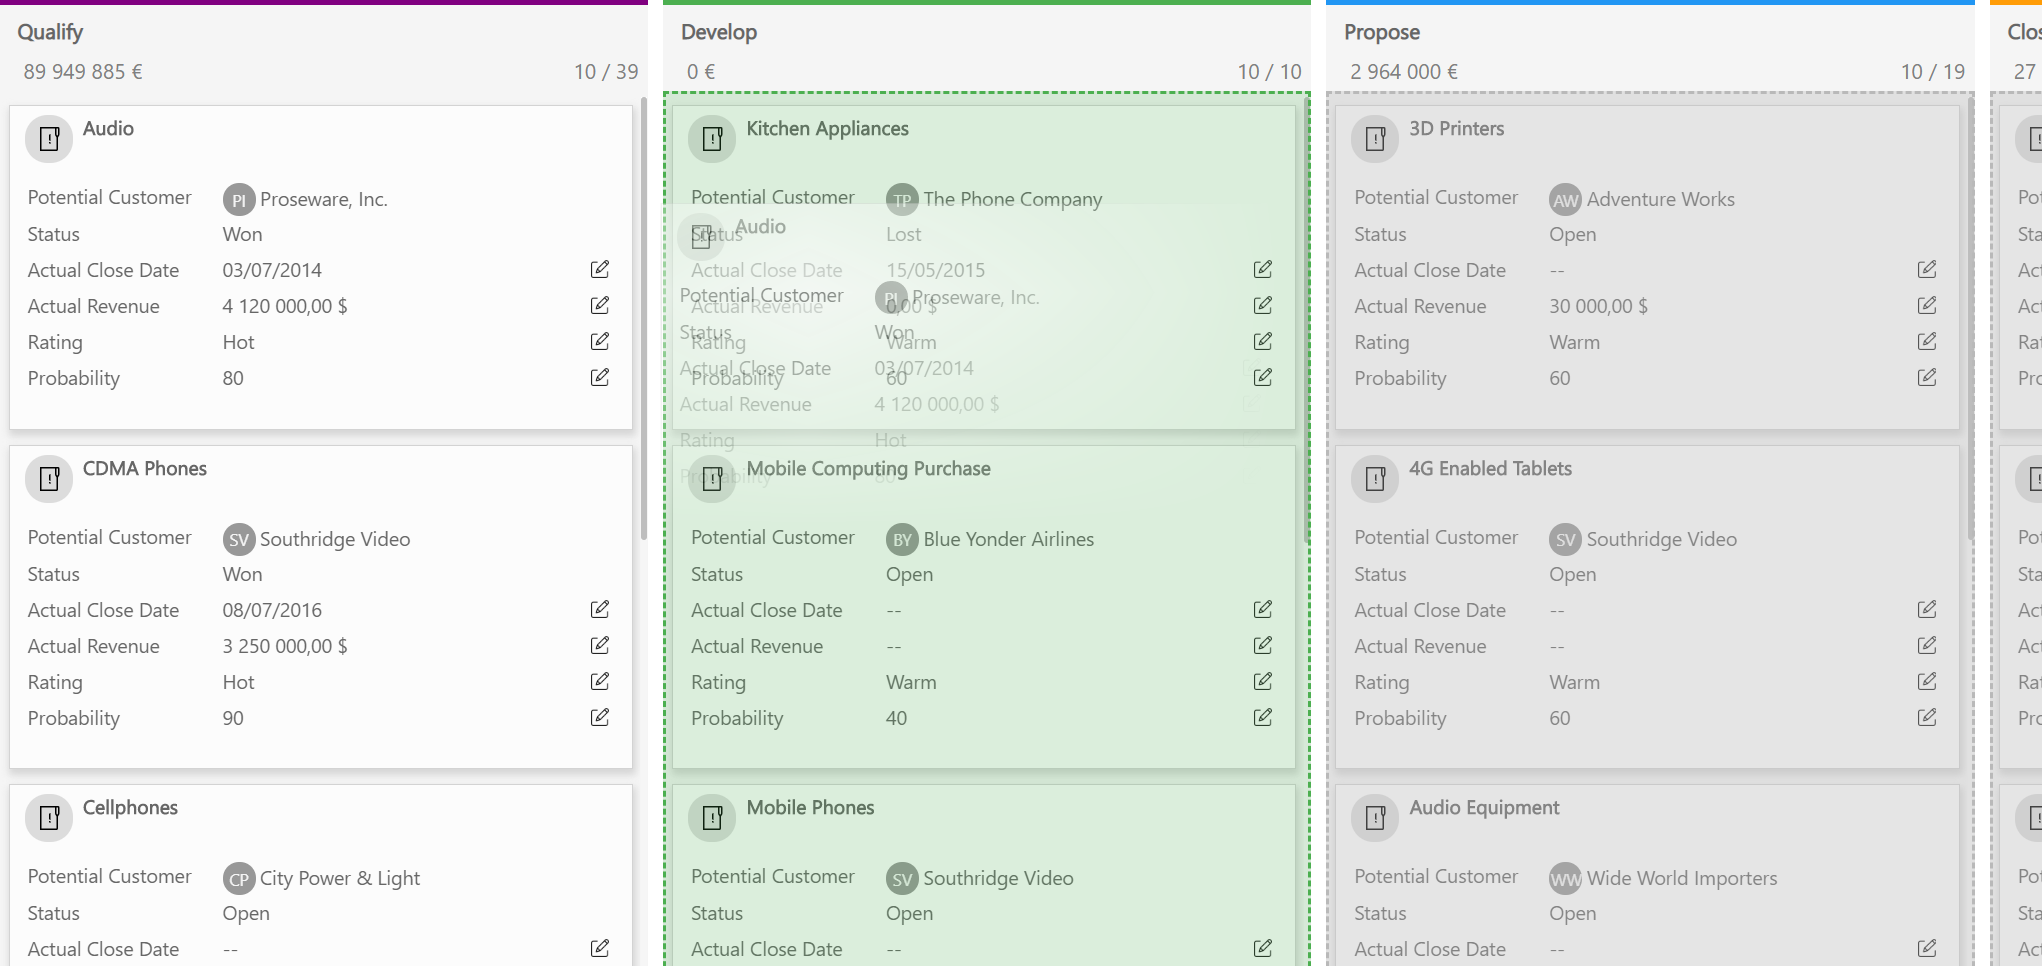 Qualify
89 949 885 € 10 / 39
Audio
Potential Customer PI Proseware, Inc.
Status Won
Actual Close Date 03/07/2014
Actual Revenue 4 120 000,00 $
Rating Hot
Probability 80
CDMA Phones
Potential Customer SV Southridge Video
Status Won
Actual Close Date 08/07/2016
Actual Revenue 3 250 000,00 $
Rating Hot
Probability 90
Cellphones
Potential Customer CP City Power & Light
Status Open
Actual Close Date --
Develop
0 € 10 / 10
Kitchen Appliances
Potential Customer TP The Phone Company
Status Lost
Actual Close Date 15/05/2015
Actual Revenue 0,00 $
Rating Warm
Probability 60
Audio
Potential Customer PI Proseware, Inc.
Status Won
Actual Close Date 03/07/2014
Actual Revenue 4 120 000,00 $
Rating Hot
Probability 80
Mobile Computing Purchase
Potential Customer BY Blue Yonder Airlines
Status Open
Actual Close Date --
Actual Revenue --
Rating Warm
Probability 40
Mobile Phones
Potential Customer SV Southridge Video
Status Open
Actual Close Date --
Propose
2 964 000 € 10 / 19
3D Printers
Potential Customer AW Adventure Works
Status Open
Actual Close Date --
Actual Revenue 30 000,00 $
Rating Warm
Probability 60
4G Enabled Tablets
Potential Customer SV Southridge Video
Status Open
Actual Close Date --
Actual Revenue --
Rating Warm
Probability 60
Audio Equipment
Potential Customer WW Wide World Importers
Status Open
Actual Close Date --
Clos
27
Pot
Sta
Act
Act
Rat
Pro
Pot
Sta
Act
Act
Rat
Pro
Pot
Sta
Act